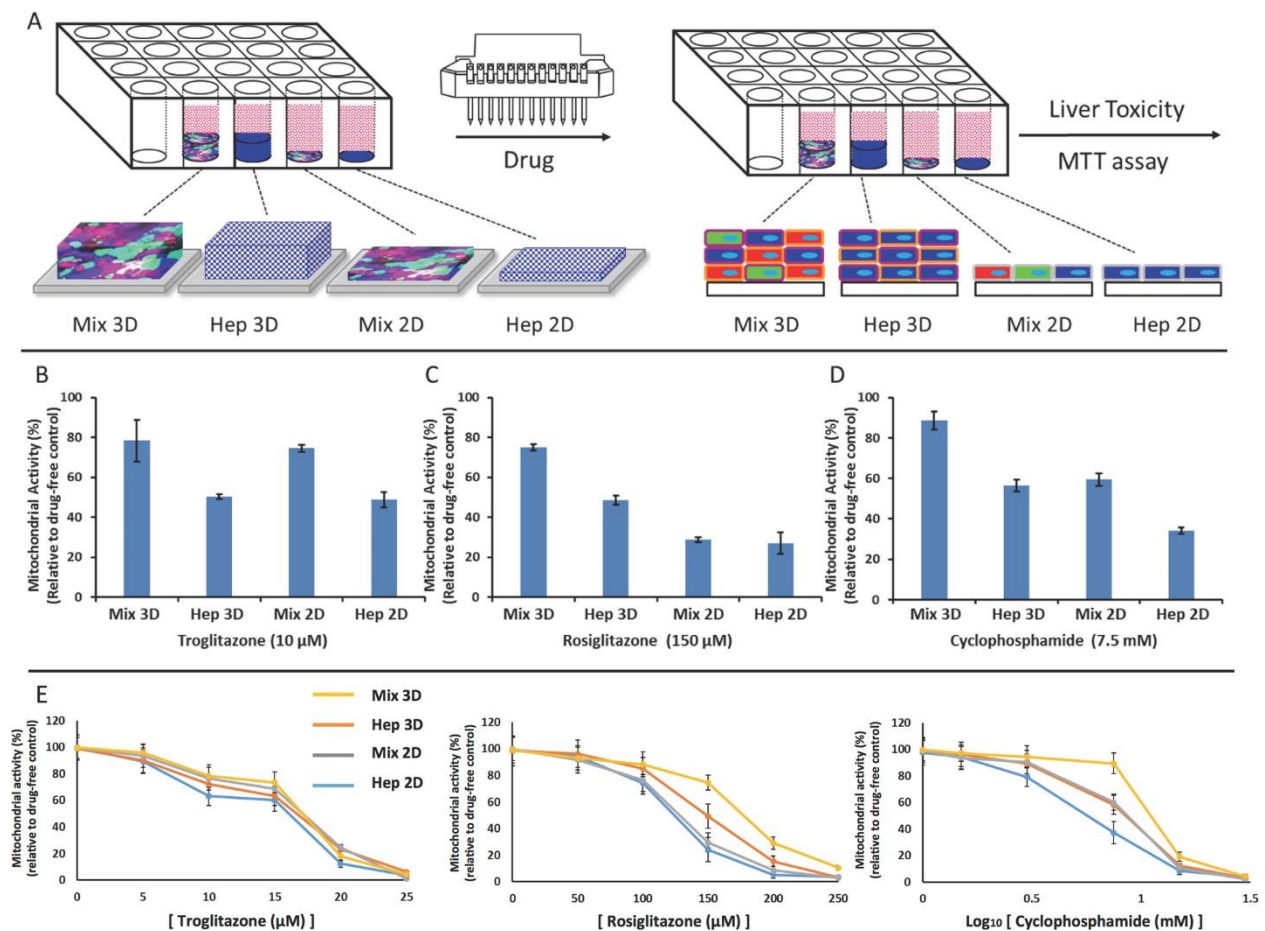 A
Drug
Liver Toxicity
MTT assay
Mix 3D
Hep 3D
Mix 2D
Hep 2D
Mix 3D
Hep 3D
Mix 2D
Hep 2D
B
Mitochondrial Activity (%)
(Relative to drug-free control)
100
80
60
40
20
0
Mix 3D
Hep 3D
Mix 2D
Hep 2D
Troglitazone (10 µM)
C
Mitochondrial Activity (%)
(Relative to drug-free control)
100
80
60
40
20
0
Mix 3D
Hep 3D
Mix 2D
Hep 2D
Rosiglitazone (150 µM)
D
Mitochondrial Activity (%)
(Relative to drug-free control)
100
80
60
40
20
0
Mix 3D
Hep 3D
Mix 2D
Hep 2D
Cyclophosphamide (7.5 mM)
E
Mix 3D
Hep 3D
Mix 2D
Hep 2D
Mitochondrial activity (%)
(relative to drug-free control)
120
100
80
60
40
20
0
0
5
10
15
20
25
[ Troglitazone (µM) ]
Mitochondrial activity (%)
(relative to drug-free control)
120
100
80
60
40
20
0
0
50
100
150
200
250
[ Rosiglitazone (µM) ]
Mitochondrial activity (%)
(relative to drug-free control)
120
100
80
60
40
20
0
0
0.5
1
1.5
Log₁₀ [ Cyclophosphamide (mM) ]